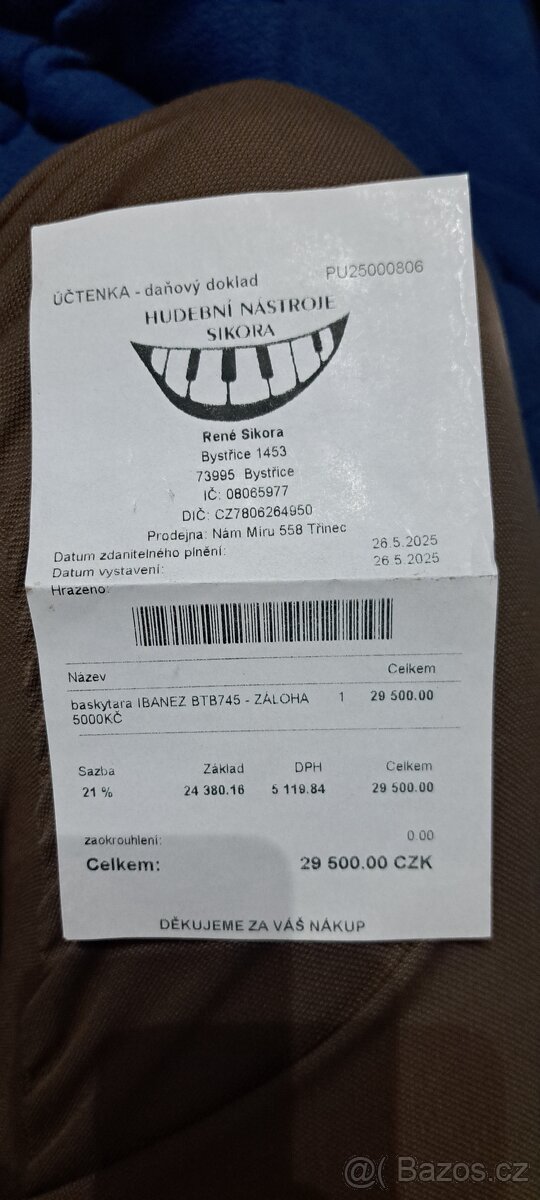 ÚČTENKA - daňový doklad PU25000806
HUDEBNÍ NÁSTROJE
SIKORA
René Sikora
Bystřice 1453
73995 Bystřice
IČ: 08065977
DIČ: CZ7806264950
Prodejna: Nám Míru 558 Třinec
Datum zdanitelného plnění: 26.5.2025
Datum vystavení: 26.5.2025
Hrazeno:
Název Celkem
baskytara IBANEZ BTB745 - ZÁLOHA 1 29 500.00
5000KČ
Sazba Základ DPH Celkem
21 % 24 380.16 5 119.84 29 500.00
zaokrouhlení: 0.00
Celkem: 29 500.00 CZK
DĚKUJEME ZA VÁŠ NÁKUP
@( Bazos.cz